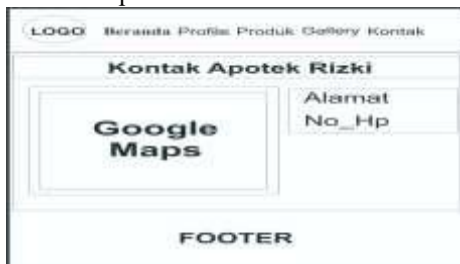 LOGO Beranda Profile Produk Gallery Kontak
Kontak Apotek Rizki
Google
Maps
Alamat
No_Hp
FOOTER